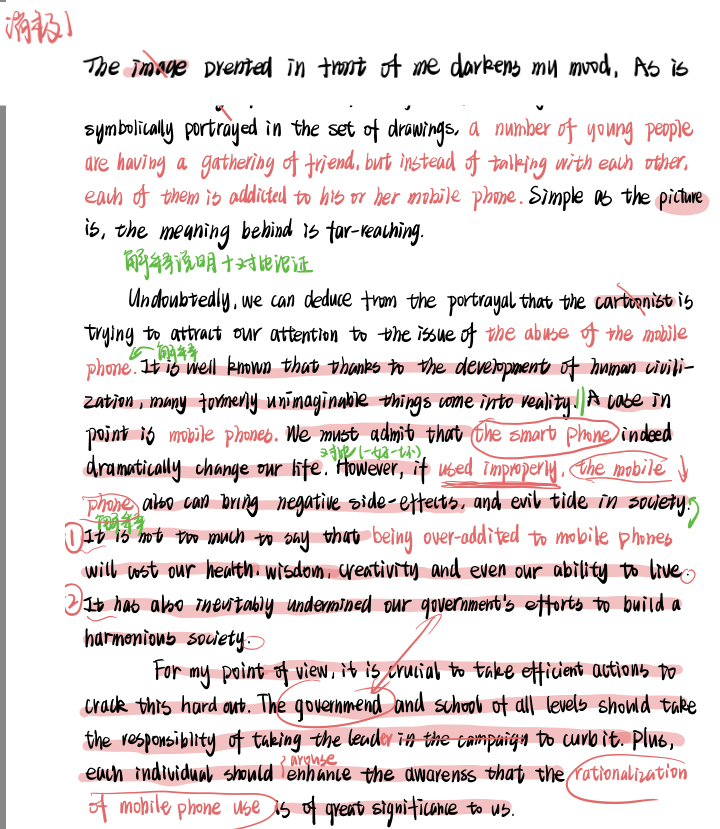 消极1
The image prented in front of me darkens my mood. As is
symbolically portrayed in the set of drawings, a number of young people
are having a gathering of friend, but instead of talking with each other,
each of them is addicted to his or her mobile phone. Simple as the picture
is, the meaning behind is far-reaching.
解释说明+对比论证
Undoubtedly, we can deduce from the portrayal that the cartoonist is
trying to attract our attention to the issue of the abuse of the mobile
解释
phone. It is well known that thanks to the development of human civili-
zation, many formerly unimaginable things come into reality. A case in
point is mobile phones. We must admit that the smart phone indeed
对比(一好一坏)
dramatically change our life. However, if used improperly, the mobile
phone also can bring negative side-effects, and evil tide in society.
解释
① It is not too much to say that being over-addited to mobile phones
will cost our health, wisdom, creativity and even our ability to live.
② It has also inevitably undermined our government's efforts to build a
harmonious society.
For my point of view, it is crucial to take efficient actions to
crack this hard out. The governmend and school of all levels should take
the responsiblity of taking the leader in the campaign to curb it. Plus,
arouse
each individual should enhance the awarenss that the rationalization
of mobile phone use is of great significance to us.